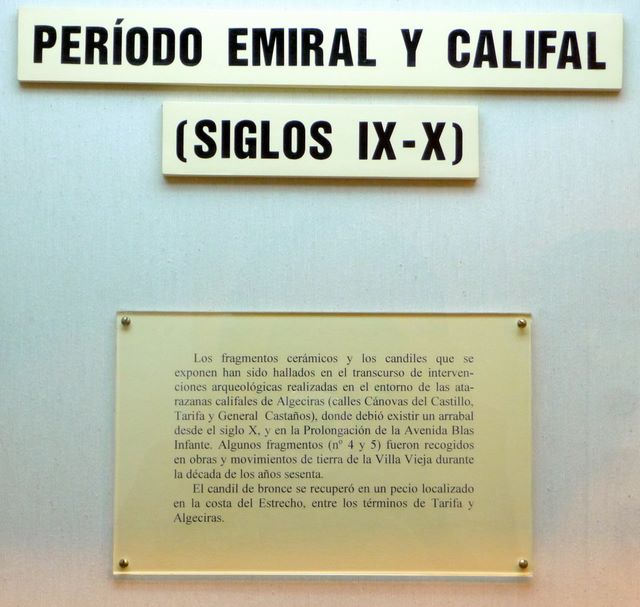 PERÍODO EMIRAL Y CALIFAL
(SIGLOS IX-X)
Los fragmentos cerámicos y los candiles que se
exponen han sido hallados en el transcurso de interven-
ciones arqueológicas realizadas en el entorno de las ata-
razanas califales de Algeciras (calles Cánovas del Castillo,
Tarifa y General Castaños), donde debió existir un arrabal
desde el siglo X, y en la Prolongación de la Avenida Blas
Infante. Algunos fragmentos (nº 4 y 5) fueron recogidos
en obras y movimientos de tierra de la Villa Vieja durante
la década de los años sesenta.
El candil de bronce se recuperó en un pecio localizado
en la costa del Estrecho, entre los términos de Tarifa y
Algeciras.